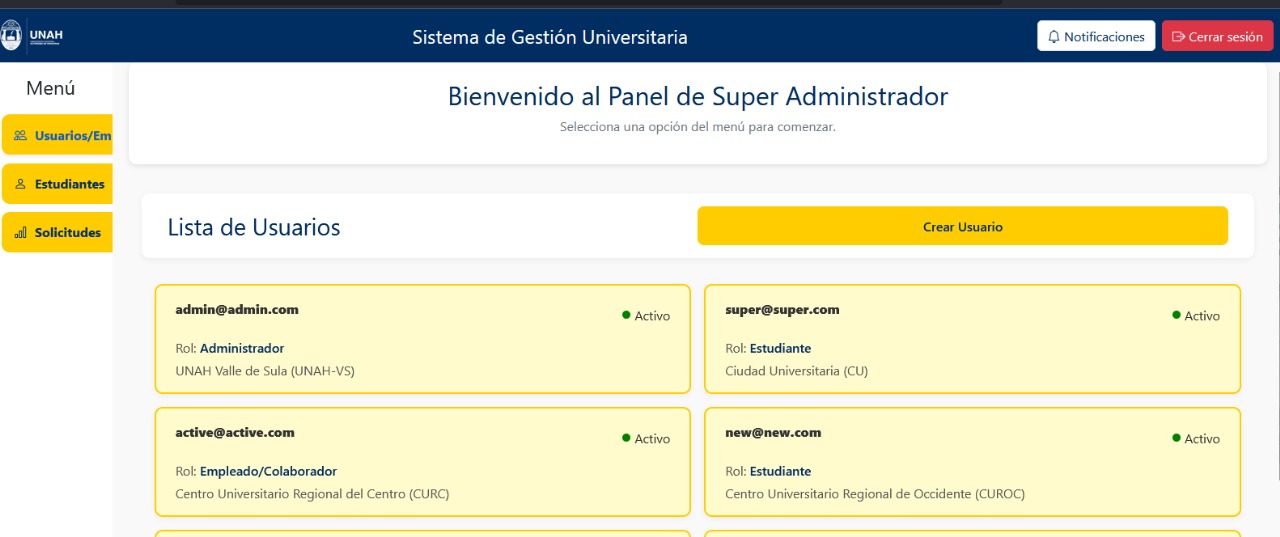 UNAH
Sistema de Gestión Universitaria
Notificaciones
Cerrar sesión
Menú
Usuarios/Em
Estudiantes
Solicitudes
Bienvenido al Panel de Super Administrador
Selecciona una opción del menú para comenzar.
Lista de Usuarios
Crear Usuario
admin@admin.com
Activo
Rol: Administrador
UNAH Valle de Sula (UNAH-VS)
super@super.com
Activo
Rol: Estudiante
Ciudad Universitaria (CU)
active@active.com
Activo
Rol: Empleado/Colaborador
Centro Universitario Regional del Centro (CURC)
new@new.com
Activo
Rol: Estudiante
Centro Universitario Regional de Occidente (CUROC)